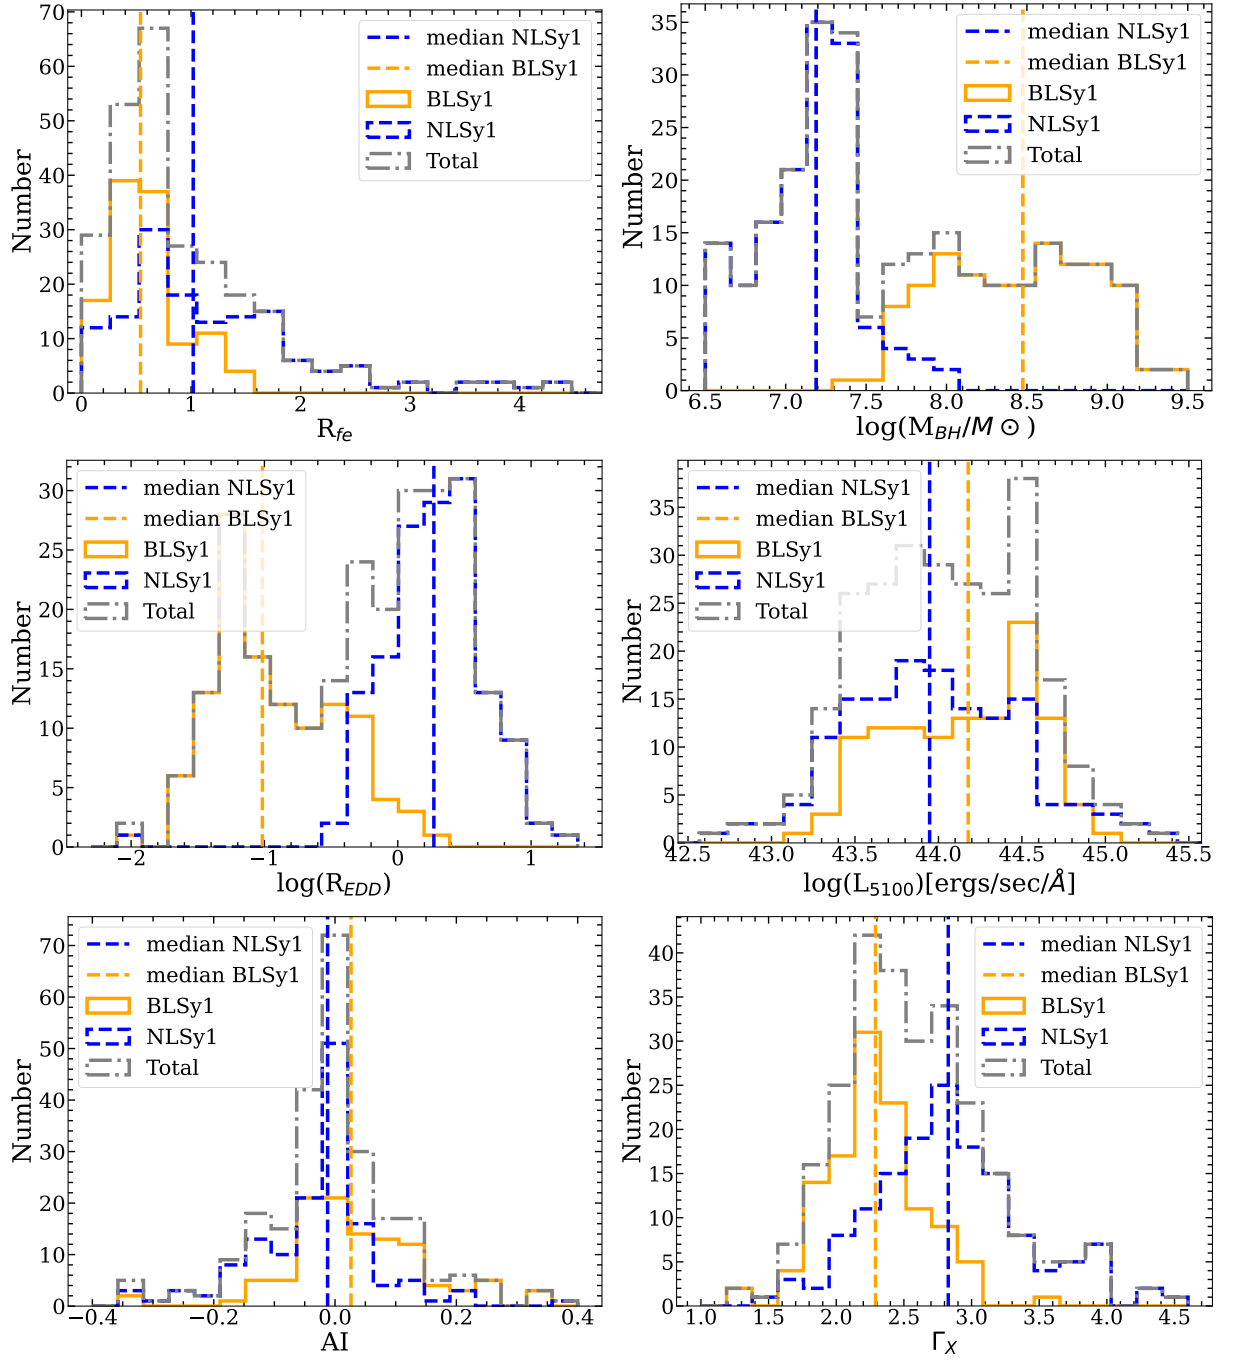 70
60
50
40
30
20
10
0
Number
0 1 2 3 4
R_fe
median NLSy1
median BLSy1
BLSy1
NLSy1
Total
35
30
25
20
15
10
5
0
Number
6.5 7.0 7.5 8.0 8.5 9.0 9.5
log(M_BH/M ⊙ )
median NLSy1
median BLSy1
BLSy1
NLSy1
Total
30
25
20
15
10
5
0
Number
−2 −1 0 1
log(R_EDD)
median NLSy1
median BLSy1
BLSy1
NLSy1
Total
35
30
25
20
15
10
5
0
Number
42.5 43.0 43.5 44.0 44.5 45.0 45.5
log(L_5100)[ergs/sec/Å]
median NLSy1
median BLSy1
BLSy1
NLSy1
Total
70
60
50
40
30
20
10
0
Number
−0.4 −0.2 0.0 0.2 0.4
AI
median NLSy1
median BLSy1
BLSy1
NLSy1
Total
40
35
30
25
20
15
10
5
0
Number
1.0 1.5 2.0 2.5 3.0 3.5 4.0 4.5
Γ_X
median NLSy1
median BLSy1
BLSy1
NLSy1
Total